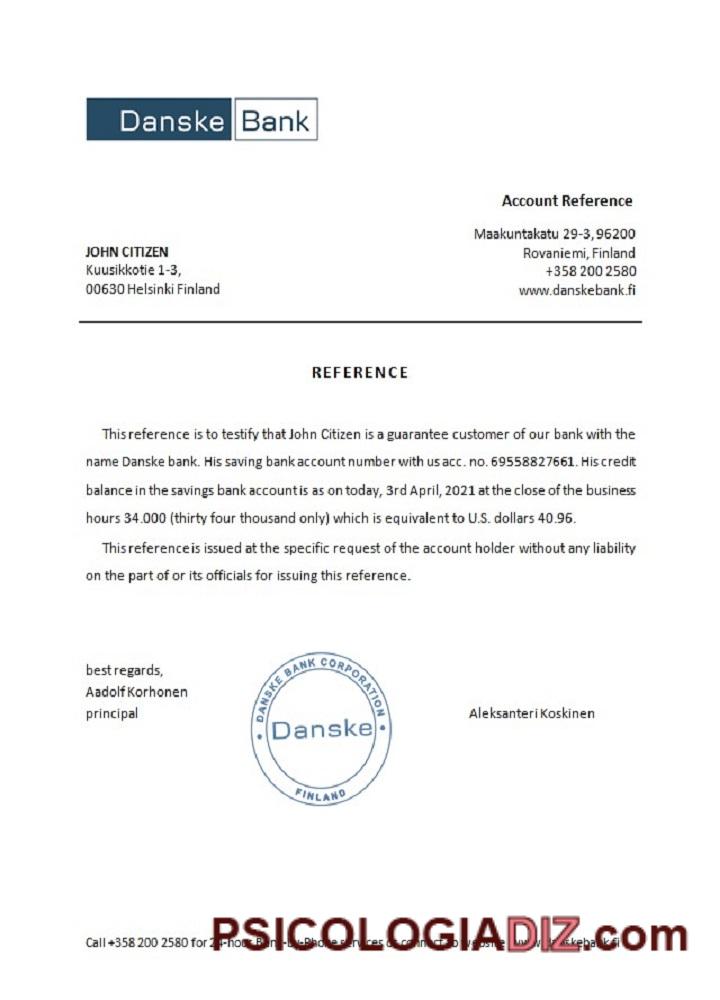 Danske Bank
Account Reference
Maakuntakatu 29-3, 96200
JOHN CITIZEN
Rovaniemi, Finland
Kuusikkotie 1-3,
+358 200 2580
00630 Helsinki Finland
www.danskebank.fi
REFERENCE
This reference is to testify that John Citizen is a guarantee customer of our bank with the
name Danske bank. His saving bank account number with us acc. no. 69558827661. His credit
balance in the savings bank account is as on today, 3rd April, 2021 at the close of the business
hours 34.000 (thirty four thousand only) which is equivalent to U.S. dollars 40.96.
This reference is issued at the specific request of the account holder without any liability
on the part of or its officials for issuing this reference.
best regards,
Aadolf Korhonen
principal
Aleksanteri Koskinen
DANSKE BANK CORPORATION
Danske
FINLAND
Call +358 200 2580 for 24-hour Bank-by-Phone services or connect to website www.danskebank.fi
PSICOLOGIADIZ.com